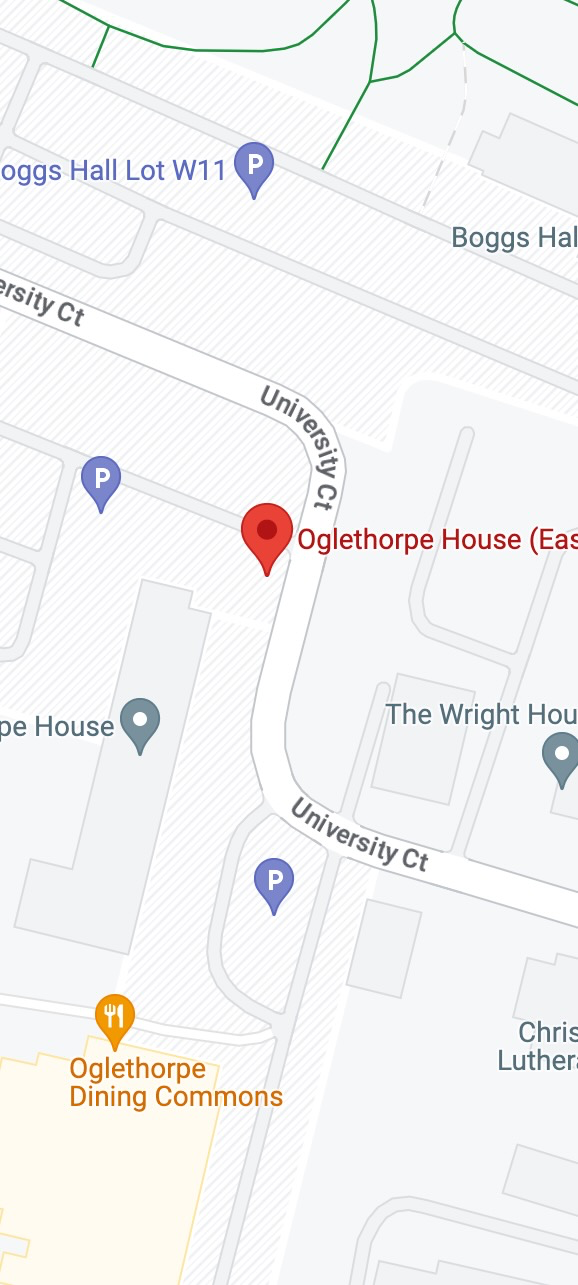 oggs Hall Lot W11
P
Boggs Hal
ersity Ct
University Ct
P
Oglethorpe House (Eas
pe House
The Wright Hou
University Ct
P
Chris
Luthera
Oglethorpe
Dining Commons